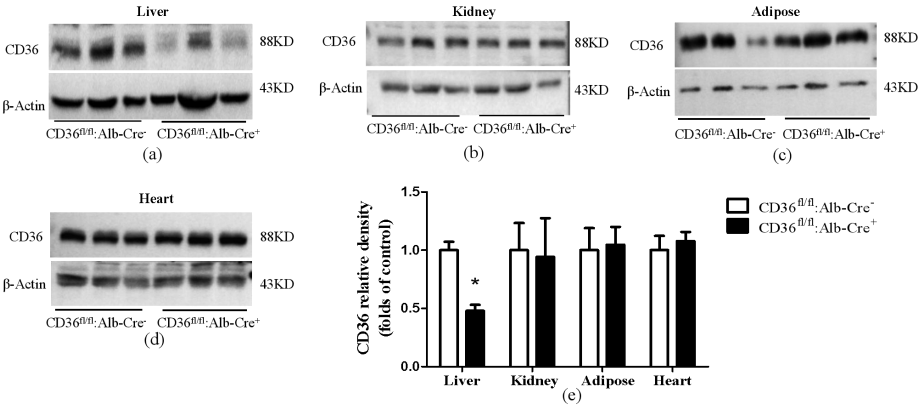 Liver
CD36
88KD
β-Actin
43KD
CD36fl/fl:Alb-Cre- CD36fl/fl:Alb-Cre+
(a)
Kidney
CD36
88KD
β-Actin
43KD
CD36fl/fl:Alb-Cre- CD36fl/fl:Alb-Cre+
(b)
Adipose
CD36
88KD
β-Actin
43KD
CD36fl/fl:Alb-Cre- CD36fl/fl:Alb-Cre+
(c)
Heart
CD36
88KD
β-Actin
43KD
CD36fl/fl:Alb-Cre- CD36fl/fl:Alb-Cre+
(d)
CD36 relative density
(folds of control)
1.5
1.0
0.5
0.0
*
Liver Kidney Adipose Heart
CD36fl/fl:Alb-Cre-
CD36fl/fl:Alb-Cre+
(e)